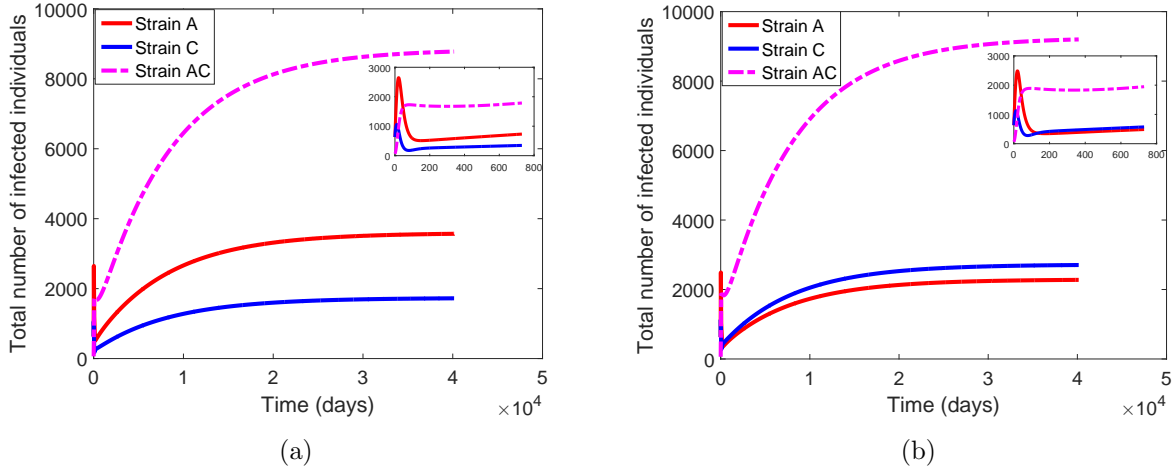 10000
8000
6000
4000
2000
0
Total number of infected individuals
Strain A
Strain C
Strain AC
3000
2000
1000
0
0 200 400 600 800
0 1 2 3 4 5
×10^4
Time (days)
(a)
10000
8000
6000
4000
2000
0
Total number of infected individuals
Strain A
Strain C
Strain AC
3000
2000
1000
0
0 200 400 600 800
0 1 2 3 4 5
×10^4
Time (days)
(b)